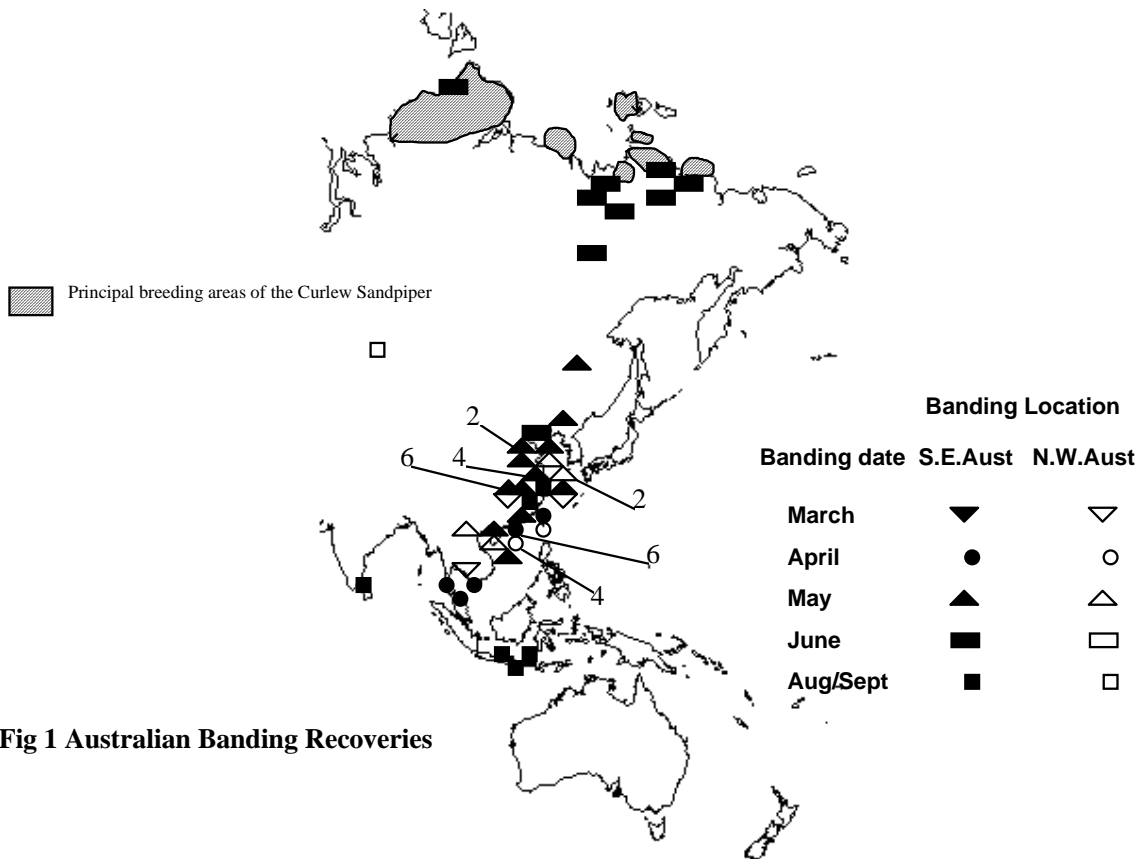 Principal breeding areas of the Curlew Sandpiper
2
6
4
2
6
4
Banding Location
Banding date S.E.Aust N.W.Aust
March
April
May
June
Aug/Sept
Fig 1 Australian Banding Recoveries